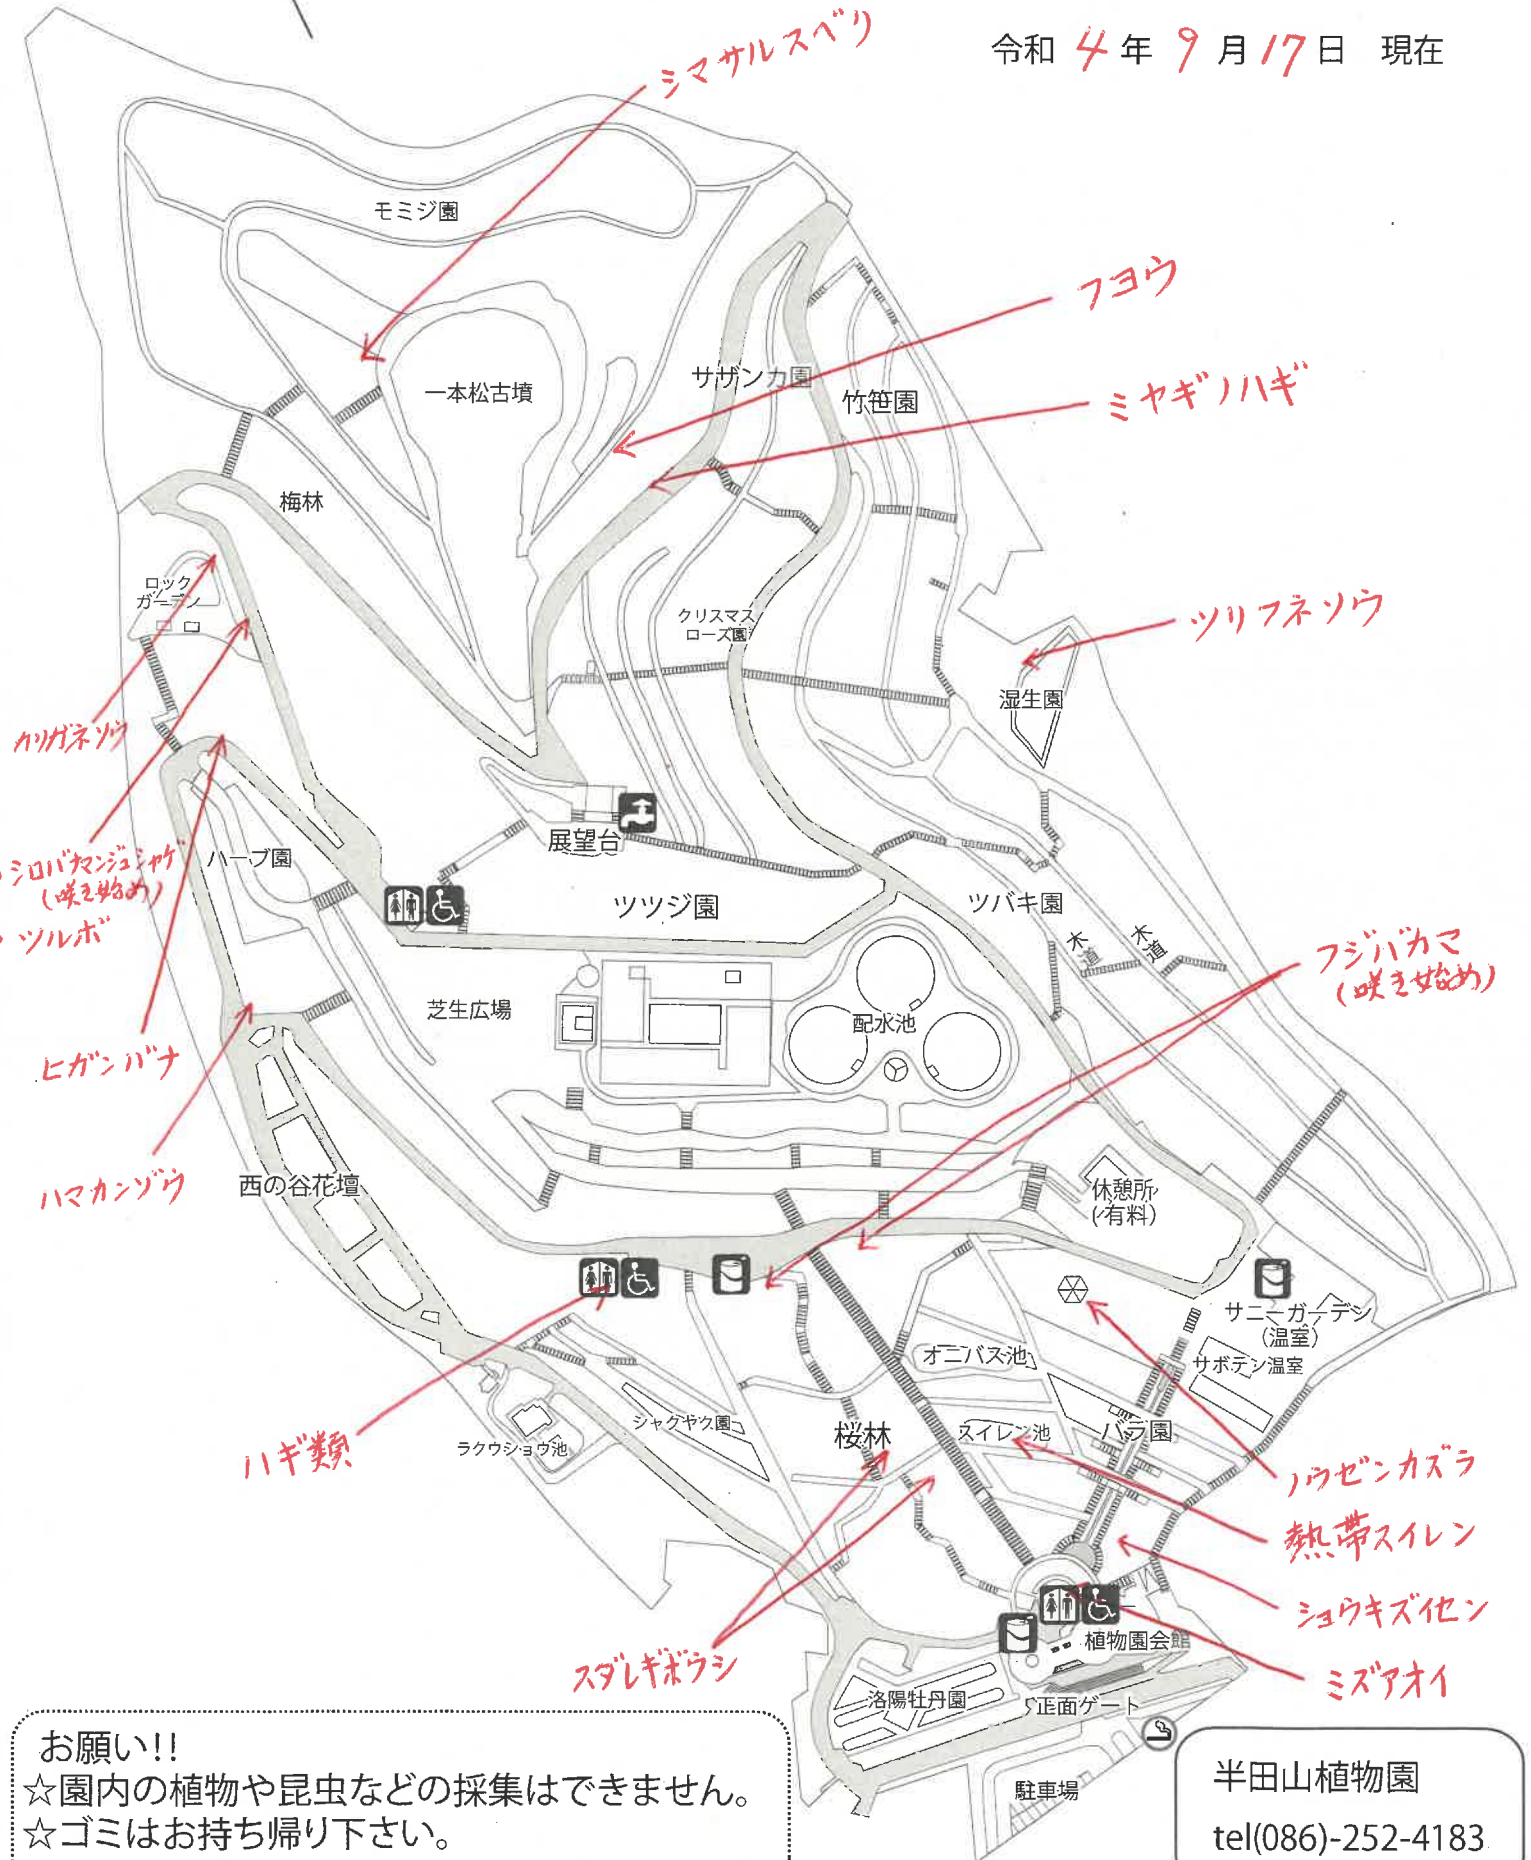 令和 4 年 9 月 17 日 現在
シマサルスベリ
モミジ園
フヨウ
一本松古墳
サザンカ園
竹笹園
ミヤギノハギ
梅林
ロック
ガーデン
クリスマス
ローズ園
ツリフネソウ
湿生園
カリガネソウ
展望台
シロバナマンジュシャゲ
(咲き始め)
ハーブ園
・ツルボ
ツツジ園
ツバキ園
木道
木道
フジバカマ
(咲き始め)
芝生広場
配水池
ヒガンバナ
ハマカンゾウ
西の谷花壇
休憩所
(有料)
サニーガーデン
(温室)
オニバス池
サボテン温室
シャクヤク園
ハギ類
ラクウショウ池
桜林
スイレン池
バラ園
ノウゼンカズラ
熱帯スイレン
ショウキズイセン
スダレギボウシ
植物園会館
ミズアオイ
洛陽牡丹園
正面ゲート
駐車場
お願い!!
☆園内の植物や昆虫などの採集はできません。
☆ゴミはお持ち帰り下さい。
半田山植物園
tel(086)-252-4183